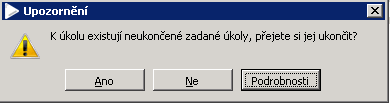 Upozornění
K úkolu existují neukončené zadané úkoly, přejete si jej ukončit?
Ano
Ne
Podrobnosti